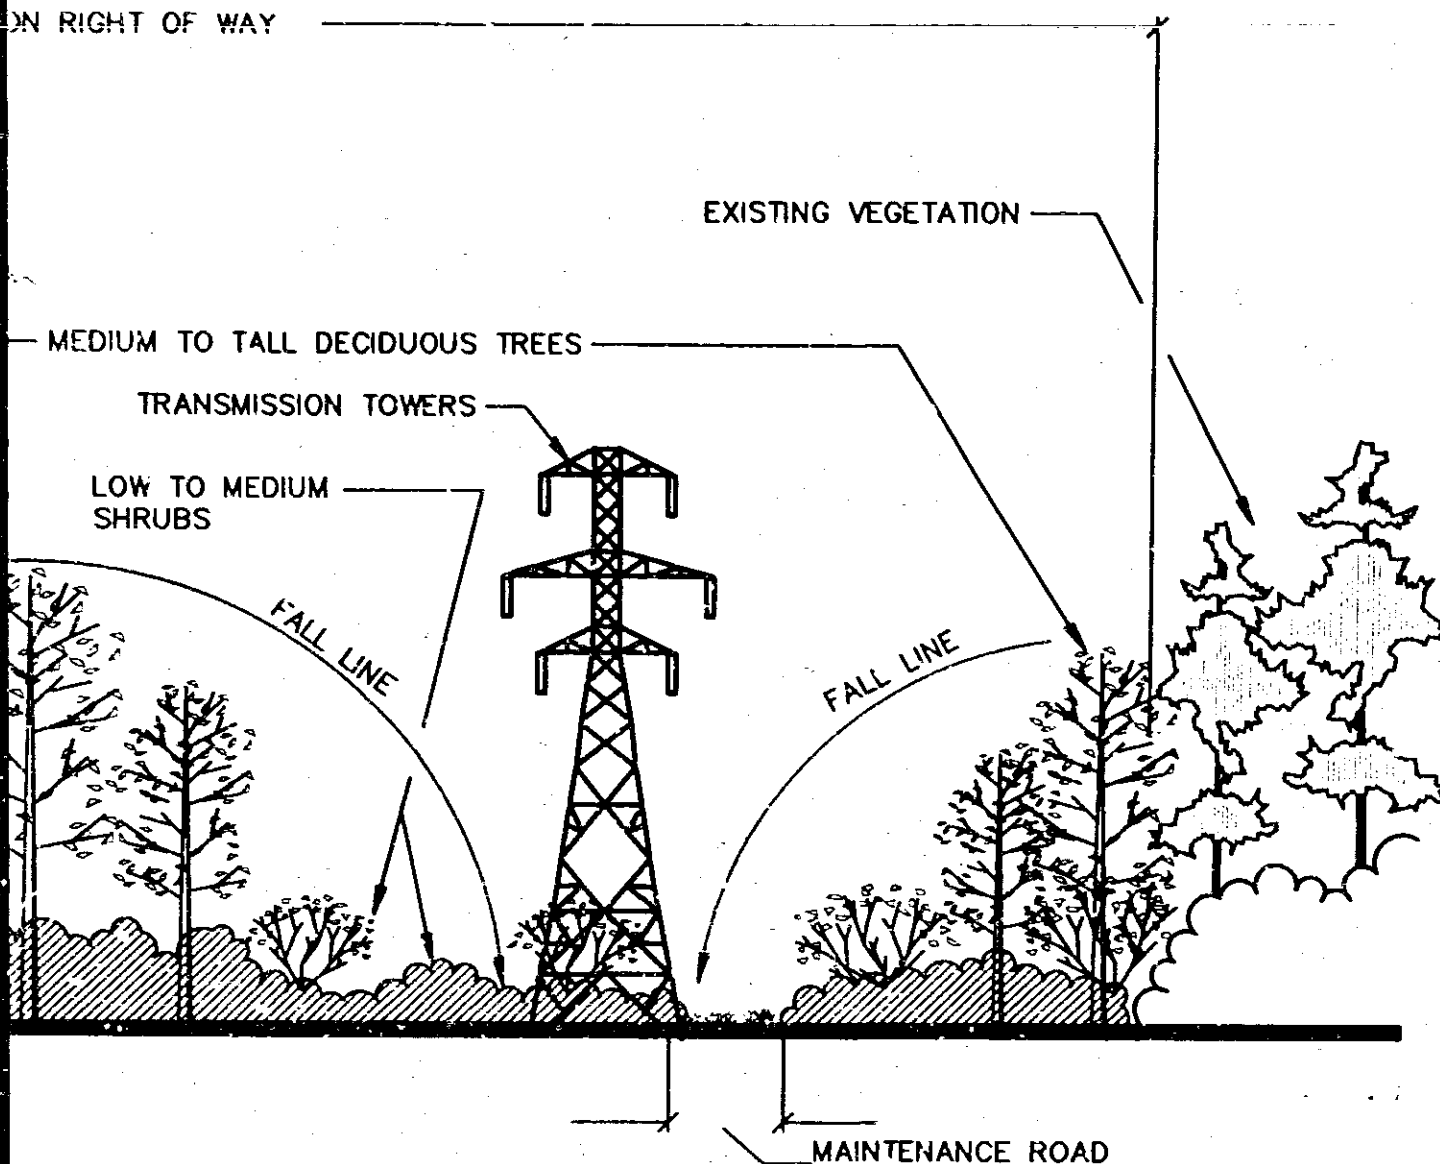 RIGHT OF WAY
EXISTING VEGETATION
MEDIUM TO TALL DECIDUOUS TREES
TRANSMISSION TOWERS
LOW TO MEDIUM
SHRUBS
FALL LINE
FALL LINE
MAINTENANCE ROAD